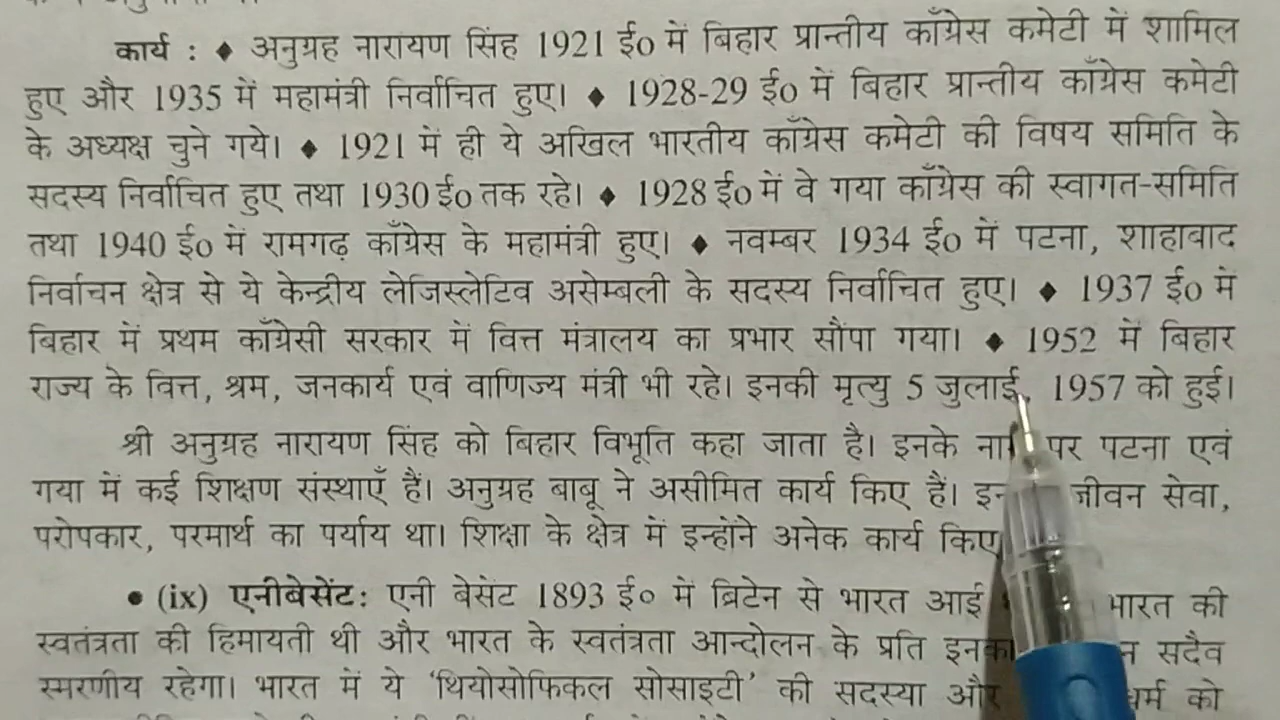 कार्य : ♦ अनुग्रह नारायण सिंह 1921 ई० में बिहार प्रान्तीय काँग्रेस कमेटी में शामिल
हुए और 1935 में महामंत्री निर्वाचित हुए। ♦ 1928-29 ई० में बिहार प्रान्तीय काँग्रेस कमेटी
के अध्यक्ष चुने गये। ♦ 1921 में ही ये अखिल भारतीय काँग्रेस कमेटी की विषय समिति के
सदस्य निर्वाचित हुए तथा 1930 ई० तक रहे। ♦ 1928 ई० में वे गया काँग्रेस की स्वागत-समिति
तथा 1940 ई० में रामगढ़ काँग्रेस के महामंत्री हुए। ♦ नवम्बर 1934 ई० में पटना, शाहाबाद
निर्वाचन क्षेत्र से ये केन्द्रीय लेजिस्लेटिव असेम्बली के सदस्य निर्वाचित हुए। ♦ 1937 ई० में
बिहार में प्रथम काँग्रेसी सरकार में वित्त मंत्रालय का प्रभार सौंपा गया। ♦ 1952 में बिहार
राज्य के वित्त, श्रम, जनकार्य एवं वाणिज्य मंत्री भी रहे। इनकी मृत्यु 5 जुलाई, 1957 को हुई।
श्री अनुग्रह नारायण सिंह को बिहार विभूति कहा जाता है। इनके पर पटना एवं
गया में कई शिक्षण संस्थाएँ हैं। अनुग्रह बाबू ने असीमित कार्य किए है। जीवन सेवा,
परोपकार, परमार्थ का पर्याय था। शिक्षा के क्षेत्र में इन्होंने अनेक कार्य किए
• (ix) एनीबेसेंट: एनी बेसेंट 1893 ई० में ब्रिटेन से भारत आई भारत की
स्वतंत्रता की हिमायती थी और भारत के स्वतंत्रता आन्दोलन के प्रति सदैव
स्मरणीय रहेगा। भारत में ये 'थियोसोफिकल सोसाइटी' की सदस्या और धर्म को